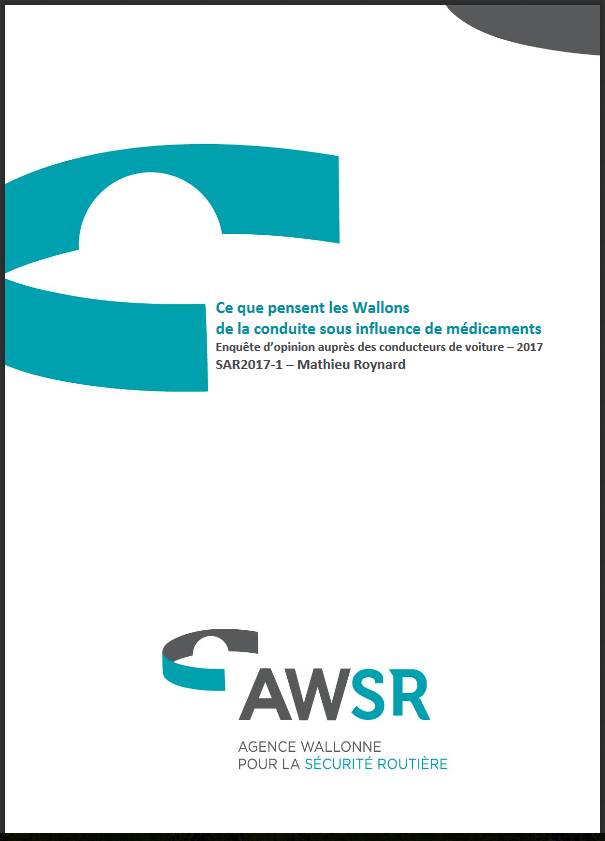 Ce que pensent les Wallons
de la conduite sous influence de médicaments
Enquête d'opinion auprès des conducteurs de voiture – 2017
SAR2017-1 – Mathieu Roynard
AWSR
AGENCE WALLONNE
POUR LA SÉCURITÉ ROUTIÈRE